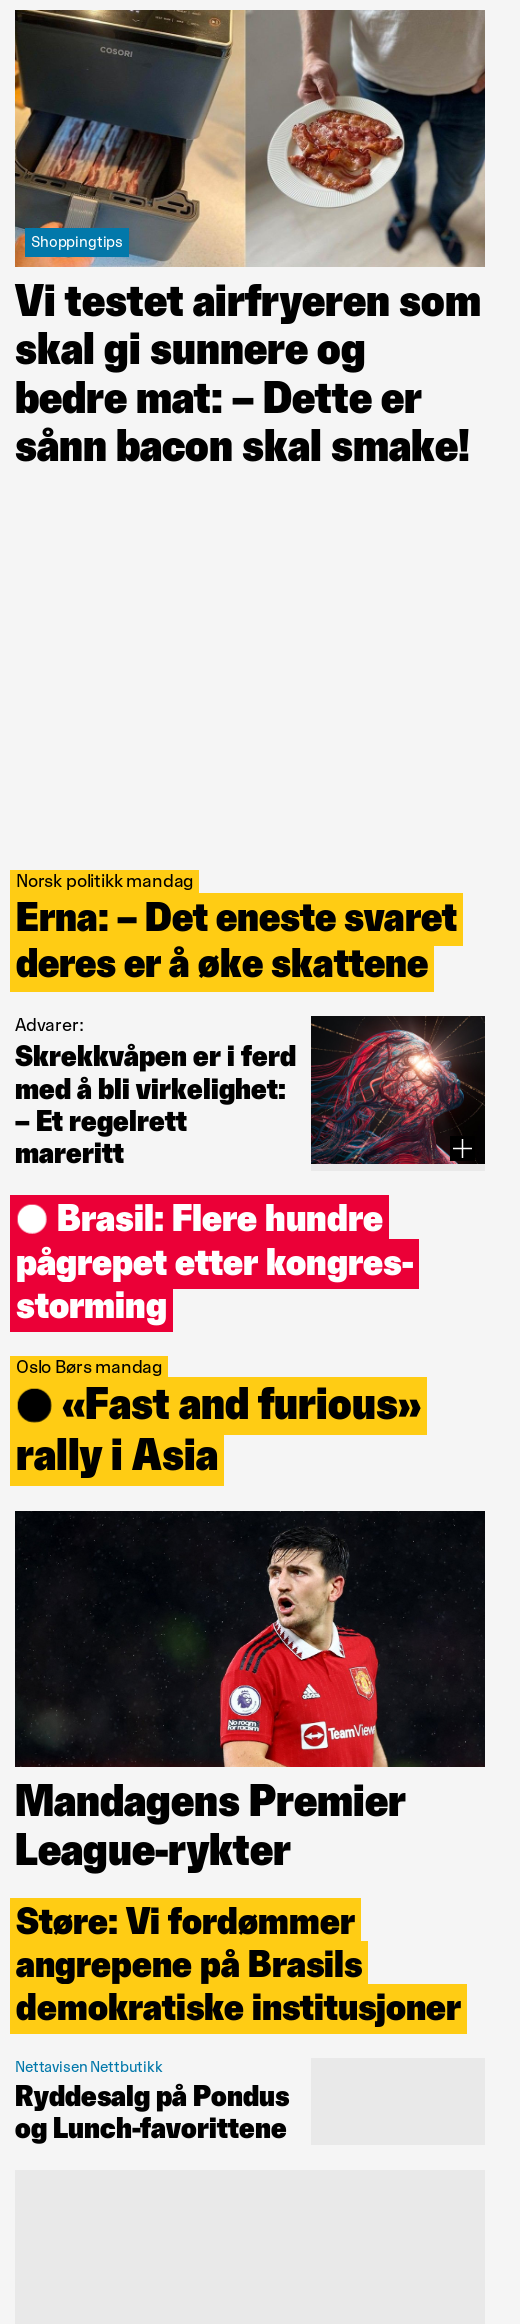 COSORI
Shoppingtips
Vi testet airfryeren som
skal gi sunnere og
bedre mat: – Dette er
sånn bacon skal smake!
Norsk politikk mandag
Erna: – Det eneste svaret
deres er å øke skattene
Advarer:
Skrekkvåpen er i ferd
med å bli virkelighet:
– Et regelrett
mareritt
Brasil: Flere hundre
pågrepet etter kongres-
storming
Oslo Børs mandag
«Fast and furious»
rally i Asia
No room
for racism
TeamView
Mandagens Premier
League-rykter
Støre: Vi fordømmer
angrepene på Brasils
demokratiske institusjoner
Nettavisen Nettbutikk
Ryddesalg på Pondus
og Lunch-favorittene